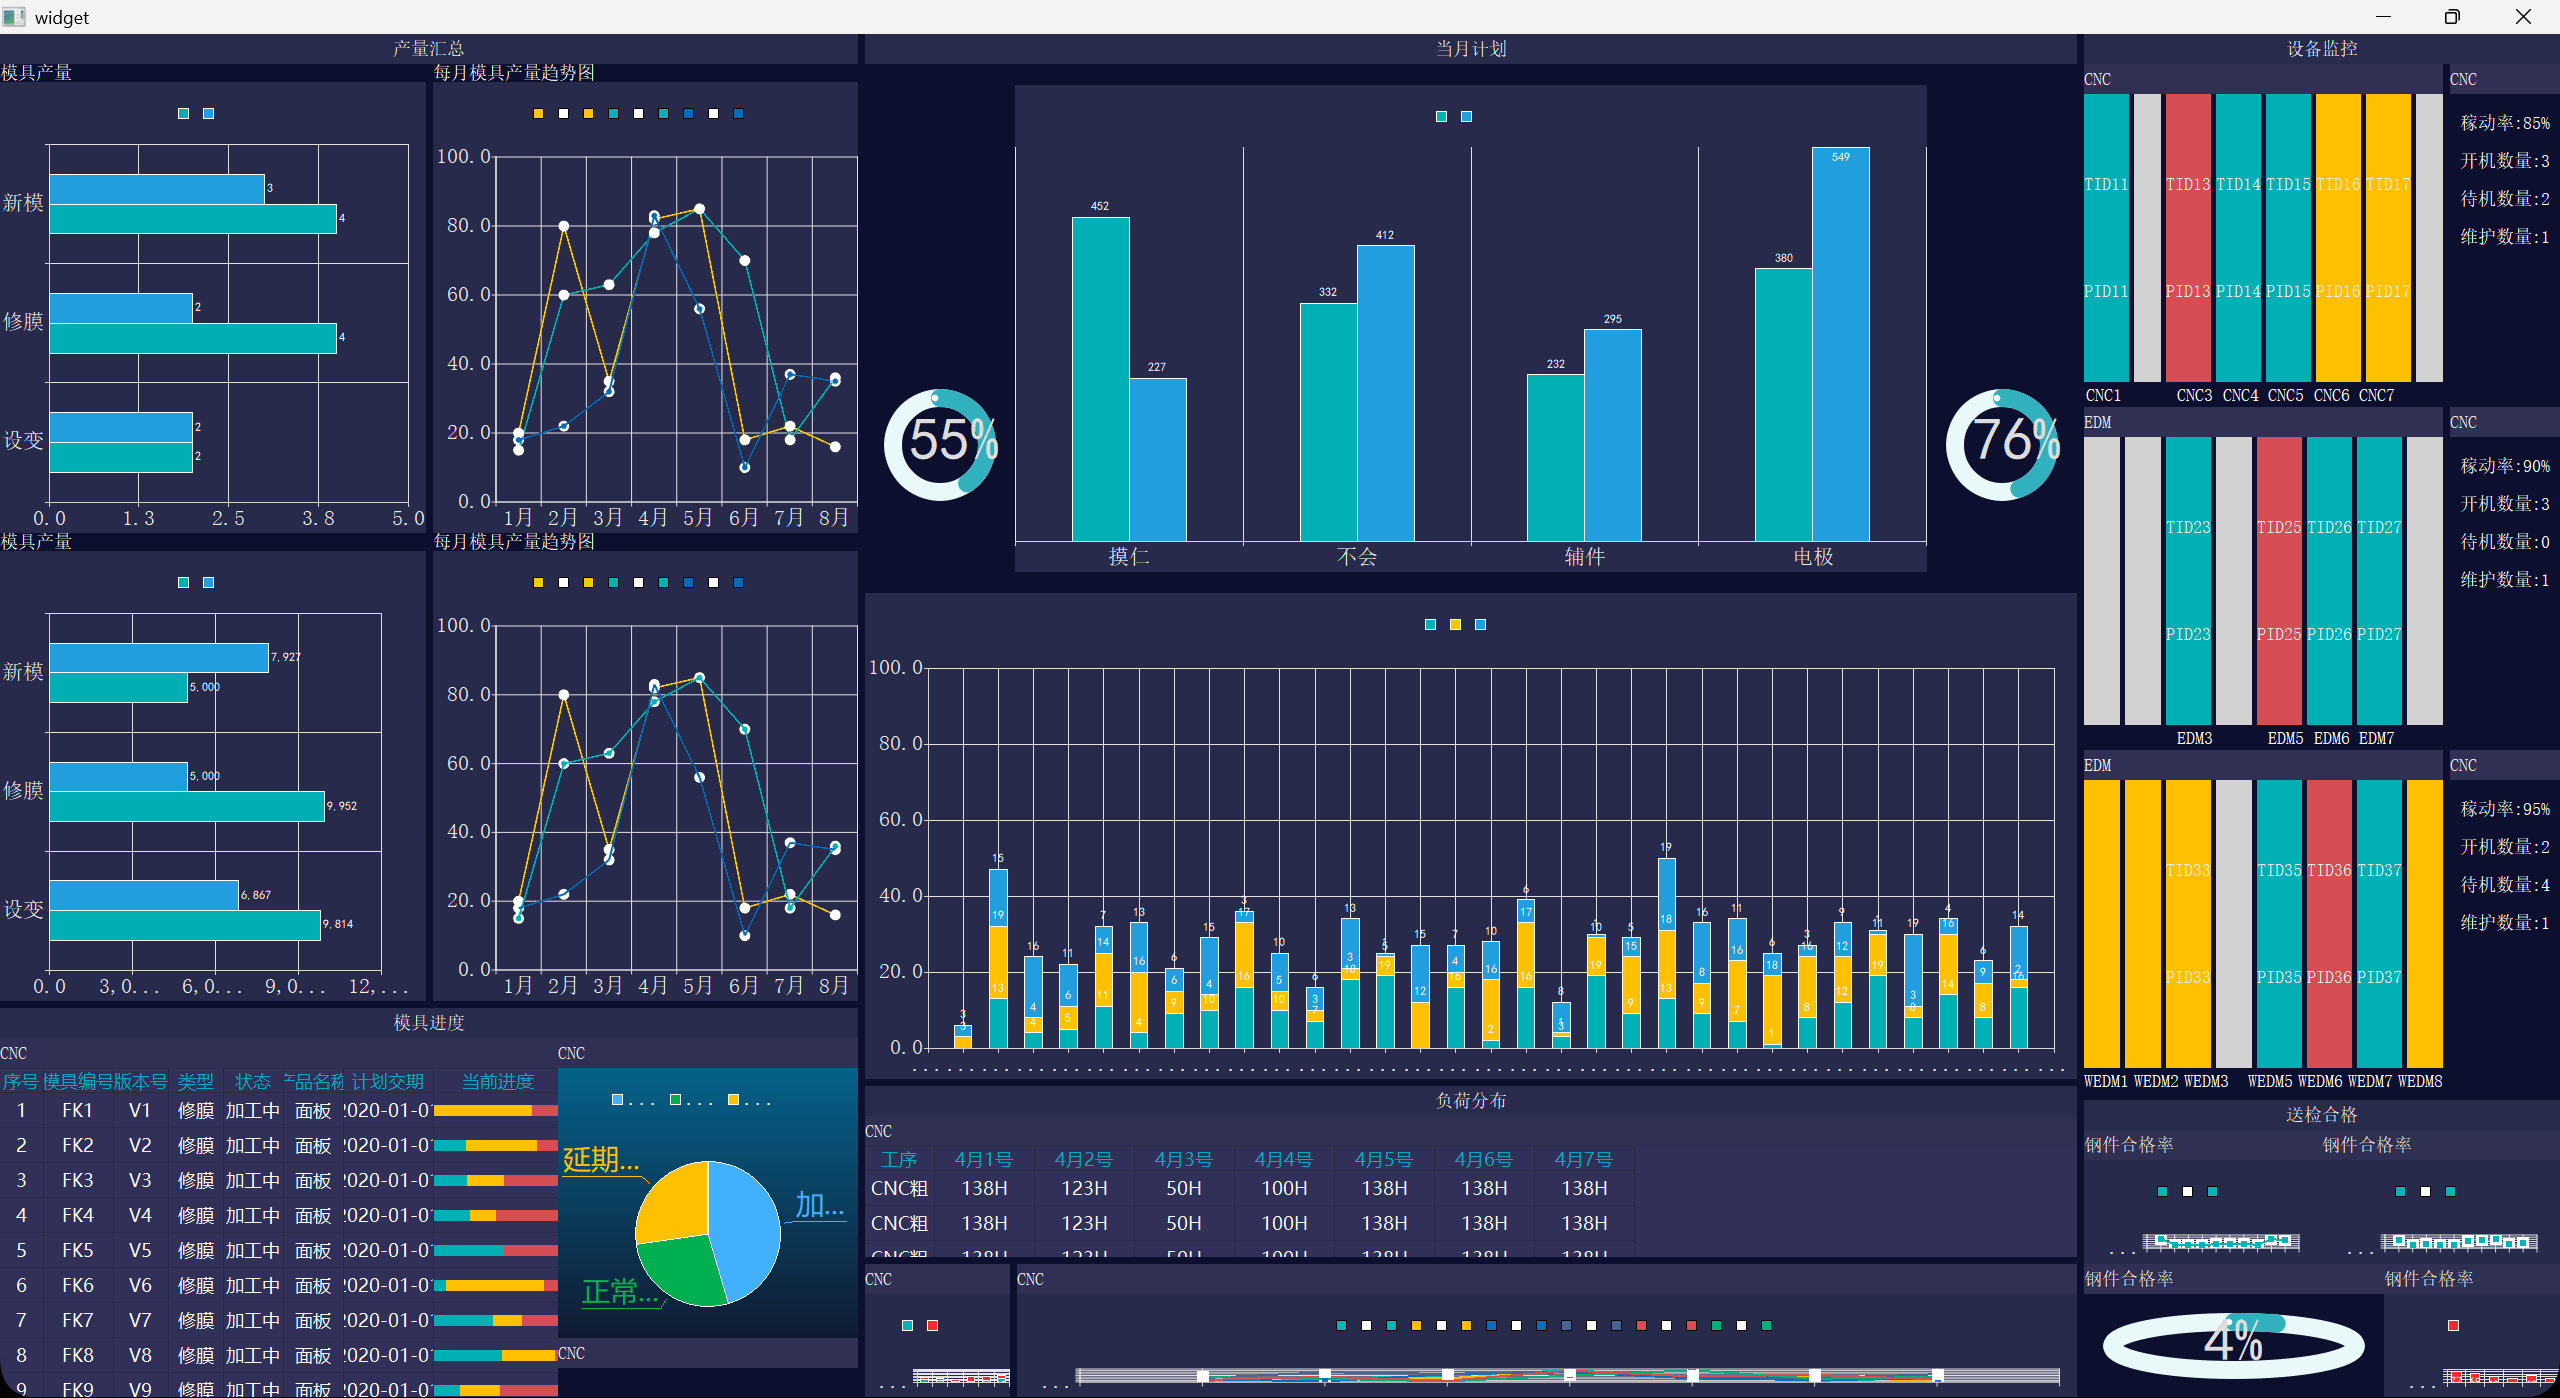 widget
产量汇总
模具产量
新模
3
4
修膜
2
4
设变
2
2
0.0 1.3 2.5 3.8 5.0
每月模具产量趋势图
100.0
80.0
60.0
40.0
20.0
0.0
1月 2月 3月 4月 5月 6月 7月 8月
模具产量
新模
7,927
5,000
修膜
5,000
9,952
设变
6,867
9,814
0.0 3,0... 6,0... 9,0... 12,...
每月模具产量趋势图
100.0
80.0
60.0
40.0
20.0
0.0
1月 2月 3月 4月 5月 6月 7月 8月
模具进度
CNC
序号 模具编号 版本号 类型 状态 产品名称 计划交期 当前进度
1 FK1 V1 修膜 加工中 面板 2020-01-01
2 FK2 V2 修膜 加工中 面板 2020-01-01
3 FK3 V3 修膜 加工中 面板 2020-01-01
4 FK4 V4 修膜 加工中 面板 2020-01-01
5 FK5 V5 修膜 加工中 面板 2020-01-01
6 FK6 V6 修膜 加工中 面板 2020-01-01
7 FK7 V7 修膜 加工中 面板 2020-01-01
8 FK8 V8 修膜 加工中 面板 2020-01-01
9 FK9 V9 修膜 加工中 面板 2020-01-01
CNC
... ... ...
延期...
加...
正常...
CNC
当月计划
55%
452 227
332 412
232 295
380 549
摸仁 不会 辅件 电极
76%
100.0
80.0
60.0
40.0
20.0
0.0
负荷分布
CNC
工序 4月1号 4月2号 4月3号 4月4号 4月5号 4月6号 4月7号
CNC粗 138H 123H 50H 100H 138H 138H 138H
CNC粗 138H 123H 50H 100H 138H 138H 138H
CNC粗 138H 123H 50H 100H 138H 138H 138H
CNC
...
CNC
...
设备监控
CNC
TID11 TID13 TID14 TID15 TID16 TID17
PID11 PID13 PID14 PID15 PID16 PID17
CNC1 CNC3 CNC4 CNC5 CNC6 CNC7
CNC
稼动率:85%
开机数量:3
待机数量:2
维护数量:1
EDM
TID23 TID25 TID26 TID27
PID23 PID25 PID26 PID27
EDM3 EDM5 EDM6 EDM7
CNC
稼动率:90%
开机数量:3
待机数量:0
维护数量:1
EDM
TID33 TID35 TID36 TID37
PID33 PID35 PID36 PID37
WEDM1 WEDM2 WEDM3 WEDM5 WEDM6 WEDM7 WEDM8
CNC
稼动率:95%
开机数量:2
待机数量:4
维护数量:1
送检合格
钢件合格率
...
钢件合格率
...
钢件合格率
4%
钢件合格率
...